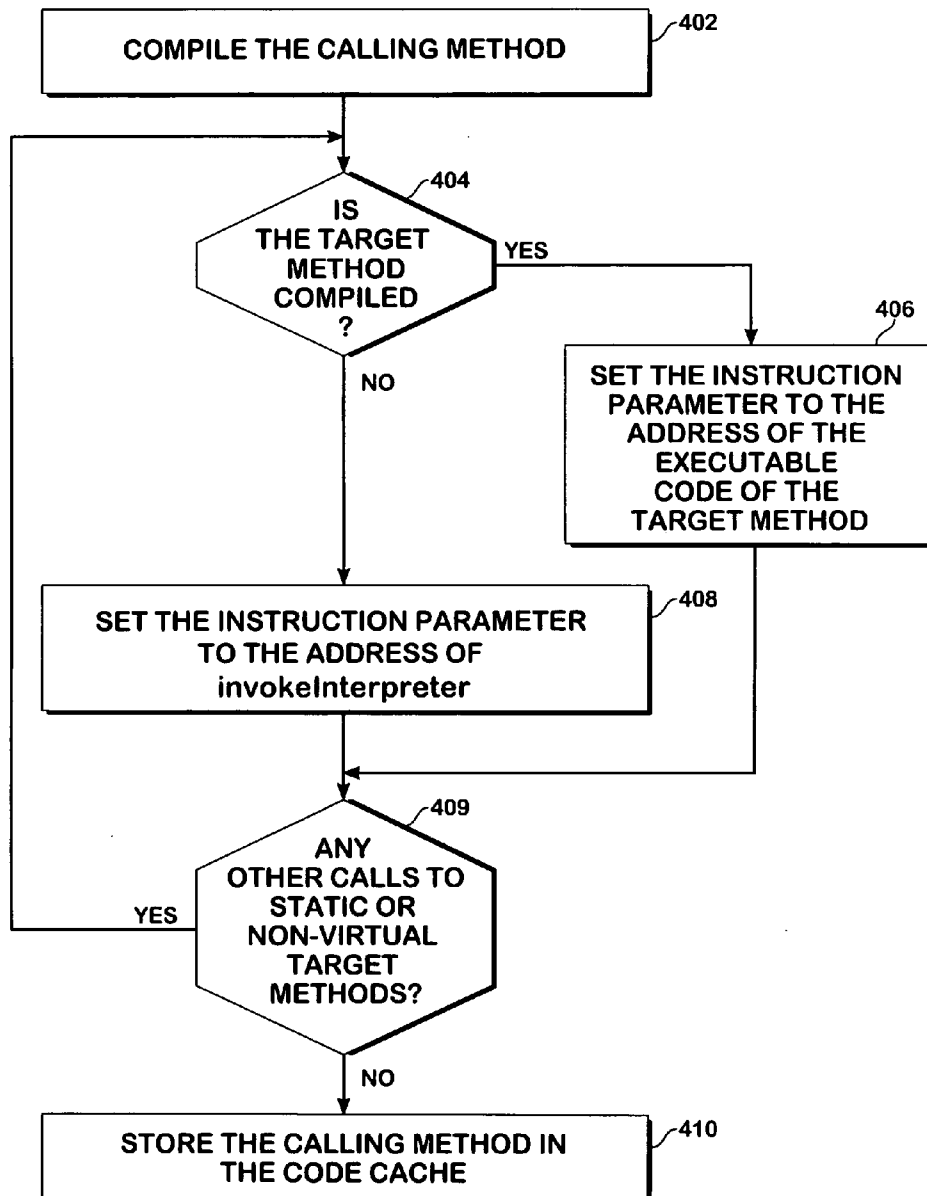 402
COMPILE THE CALLING METHOD
404
IS
THE TARGET
METHOD
COMPILED
?
YES
NO
406
SET THE INSTRUCTION
PARAMETER TO THE
ADDRESS OF THE
EXECUTABLE
CODE OF THE
TARGET METHOD
408
SET THE INSTRUCTION PARAMETER
TO THE ADDRESS OF
invokeInterpreter
409
ANY
OTHER CALLS TO
STATIC OR
NON-VIRTUAL
TARGET
METHODS?
YES
NO
410
STORE THE CALLING METHOD IN
THE CODE CACHE